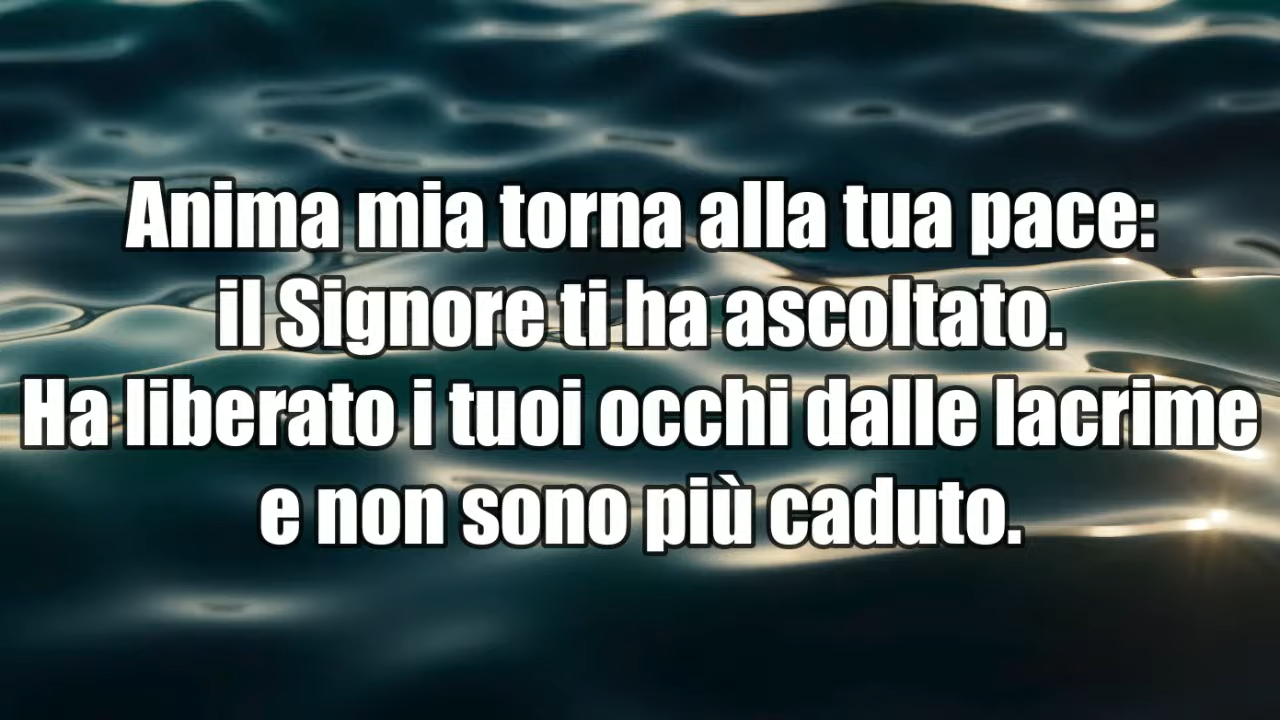 Anima mia torna alla tua pace:
il Signore ti ha ascoltato.
Ha liberato i tuoi occhi dalle lacrime
e non sono più caduto.